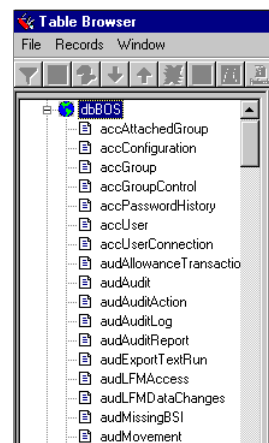 Table Browser
File Records Window
dbBOS
accAttachedGroup
accConfiguration
accGroup
accGroupControl
accPasswordHistory
accUser
accUserConnection
audAllowanceTransactio
audAudit
audAuditAction
audAuditLog
audAuditReport
audExportTextRun
audLFMAccess
audLFMDataChanges
audMissingBSI
audMovement